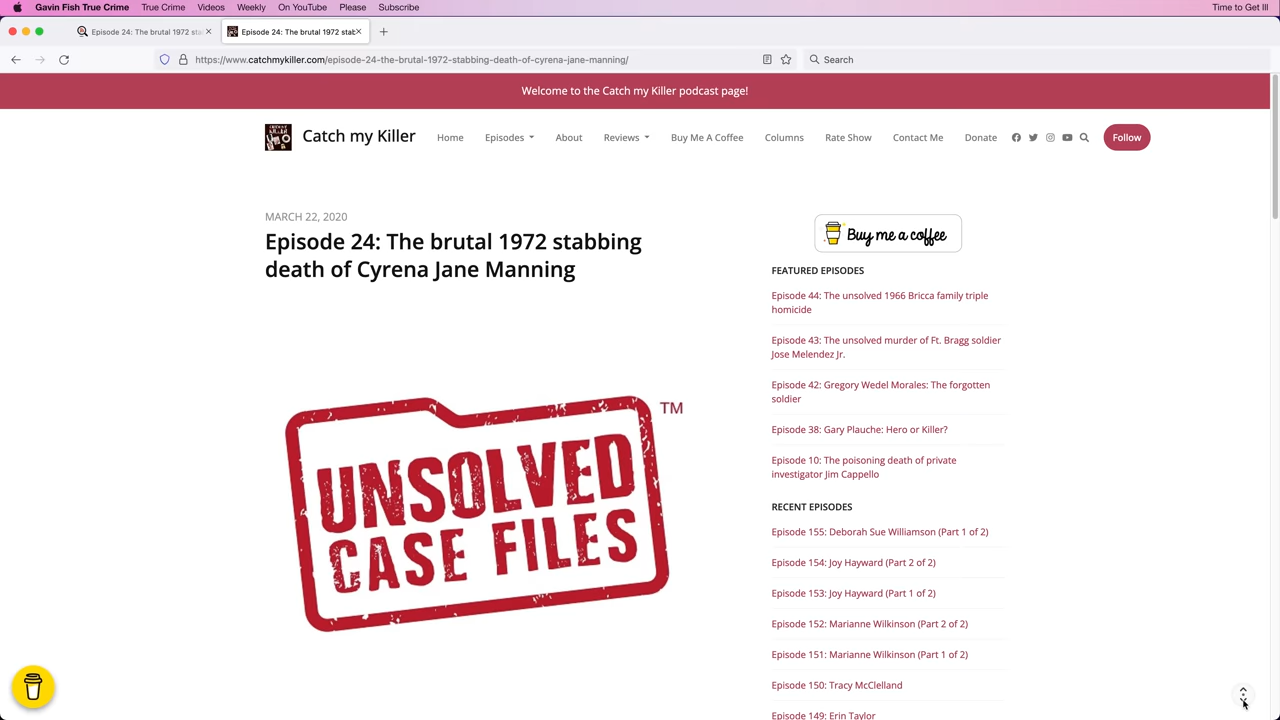 Gavin Fish True Crime True Crime Videos Weekly On YouTube Please Subscribe Time to Get Ill
Episode 24: The brutal 1972 sta
Episode 24: The brutal 1972 stab
https://www.catchmykiller.com/episode-24-the-brutal-1972-stabbing-death-of-cyrena-jane-manning/
Search
Welcome to the Catch my Killer podcast page!
Catch my Killer Home Episodes About Reviews Buy Me A Coffee Columns Rate Show Contact Me Donate Follow
MARCH 22, 2020
Episode 24: The brutal 1972 stabbing
death of Cyrena Jane Manning
UNSOLVED
CASE FILES
TM
Buy me a coffee
FEATURED EPISODES
Episode 44: The unsolved 1966 Bricca family triple
homicide
Episode 43: The unsolved murder of Ft. Bragg soldier
Jose Melendez Jr.
Episode 42: Gregory Wedel Morales: The forgotten
soldier
Episode 38: Gary Plauche: Hero or Killer?
Episode 10: The poisoning death of private
investigator Jim Cappello
RECENT EPISODES
Episode 155: Deborah Sue Williamson (Part 1 of 2)
Episode 154: Joy Hayward (Part 2 of 2)
Episode 153: Joy Hayward (Part 1 of 2)
Episode 152: Marianne Wilkinson (Part 2 of 2)
Episode 151: Marianne Wilkinson (Part 1 of 2)
Episode 150: Tracy McClelland
Episode 149: Erin Taylor